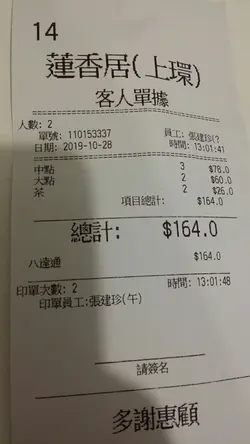 14
蓮香居(上環)
客人單據
人數: 2
單號: 110153337 員工: 張建珍(?
日期: 2019-10-28 時間: 13:01:41
中點 3 $78.0
大點 2 $60.0
茶 2 $26.0
項目總計: $164.0
總計: $164.0
八達通 $164.0
印單次數: 2 時間: 13:01:48
印單員工:張建珍(午)
請簽名
多謝惠顧